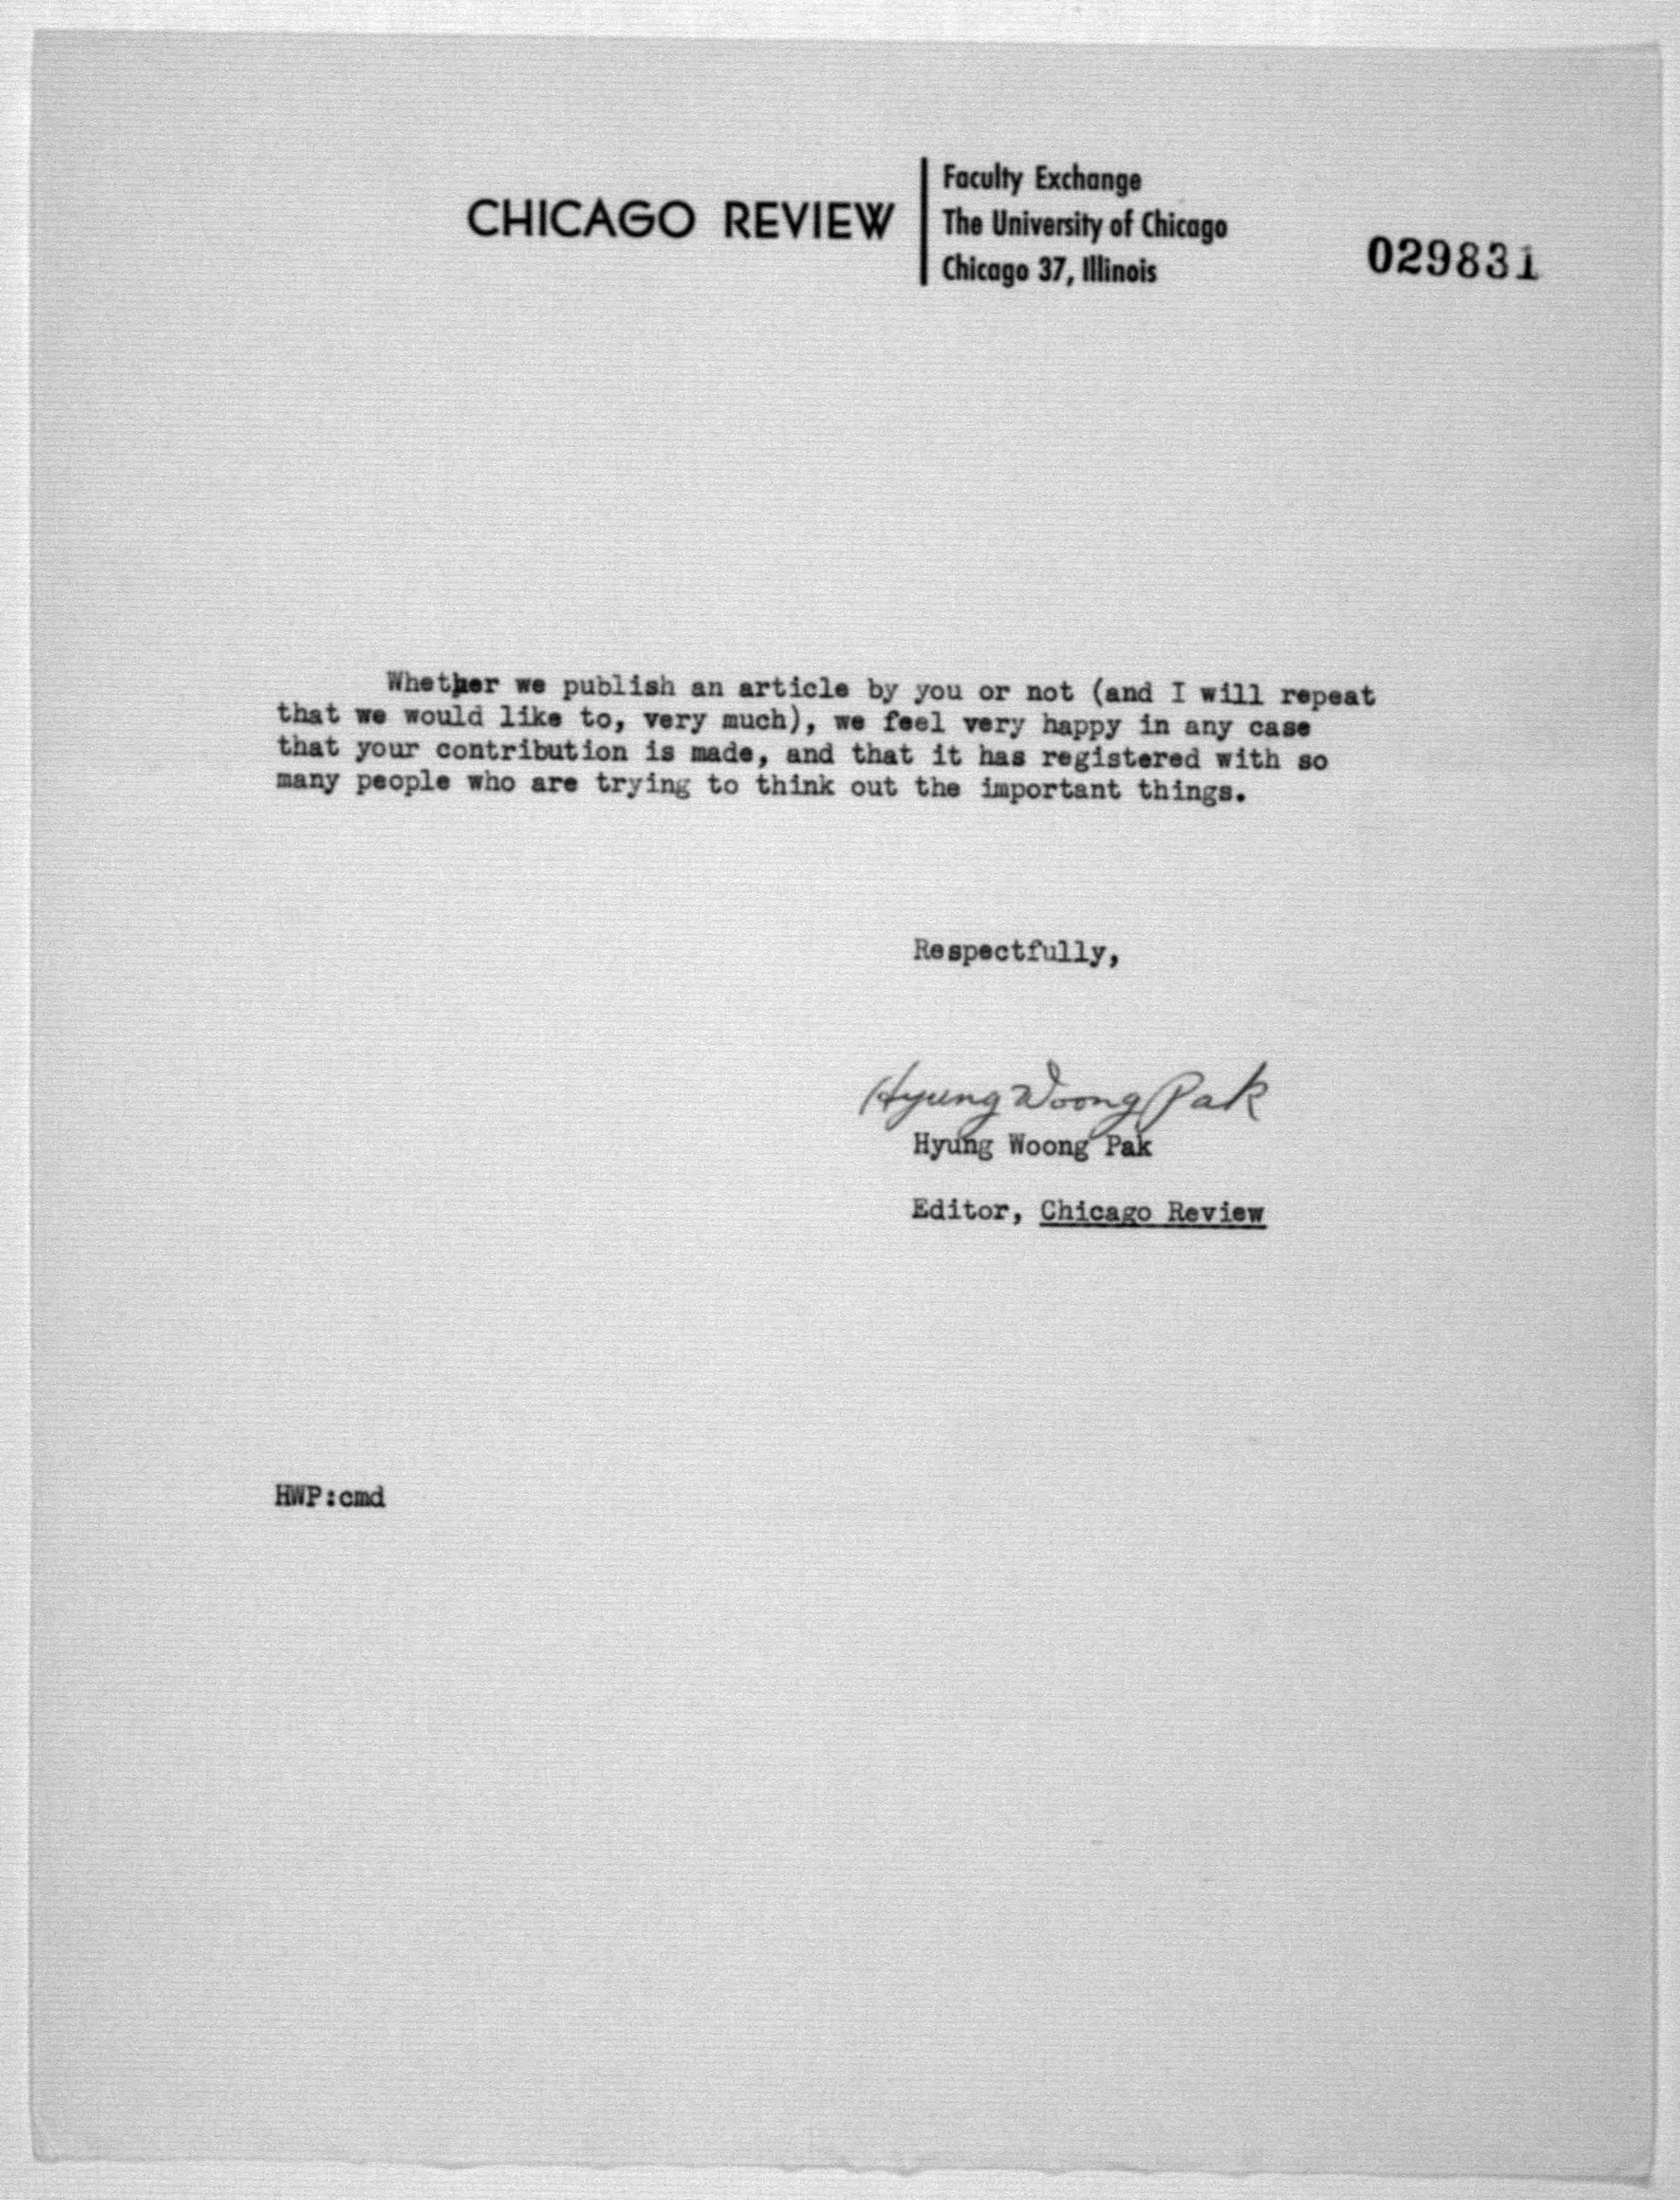 CHICAGO REVIEW
Faculty Exchange
The University of Chicago
Chicago 37, Illinois
029831
Whether we publish an article by you or not (and I will repeat
that we would like to, very much), we feel very happy in any case
that your contribution is made, and that it has registered with so
many people who are trying to think out the important things.
Respectfully,
Hyung Woong Pak
Hyung Woong Pak
Editor, Chicago Review
HWP:cmd